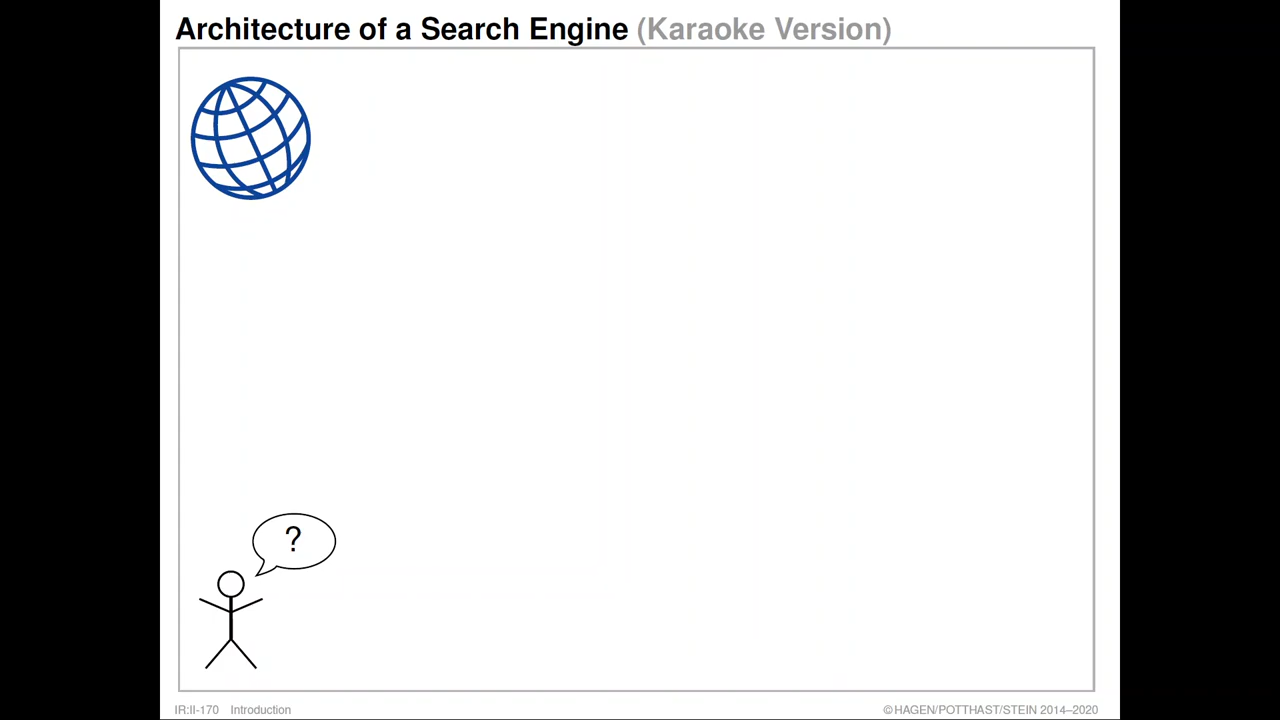 Architecture of a Search Engine (Karaoke Version)
?
IR:II-170 Introduction
©HAGEN/POTTHAST/STEIN 2014–2020